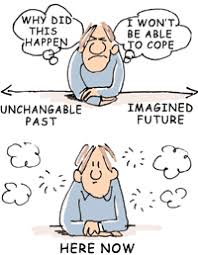 WHY DID
THIS
HAPPEN
I WON'T
BE ABLE
TO COPE
UNCHANGABLE
PAST
IMAGINED
FUTURE
HERE NOW